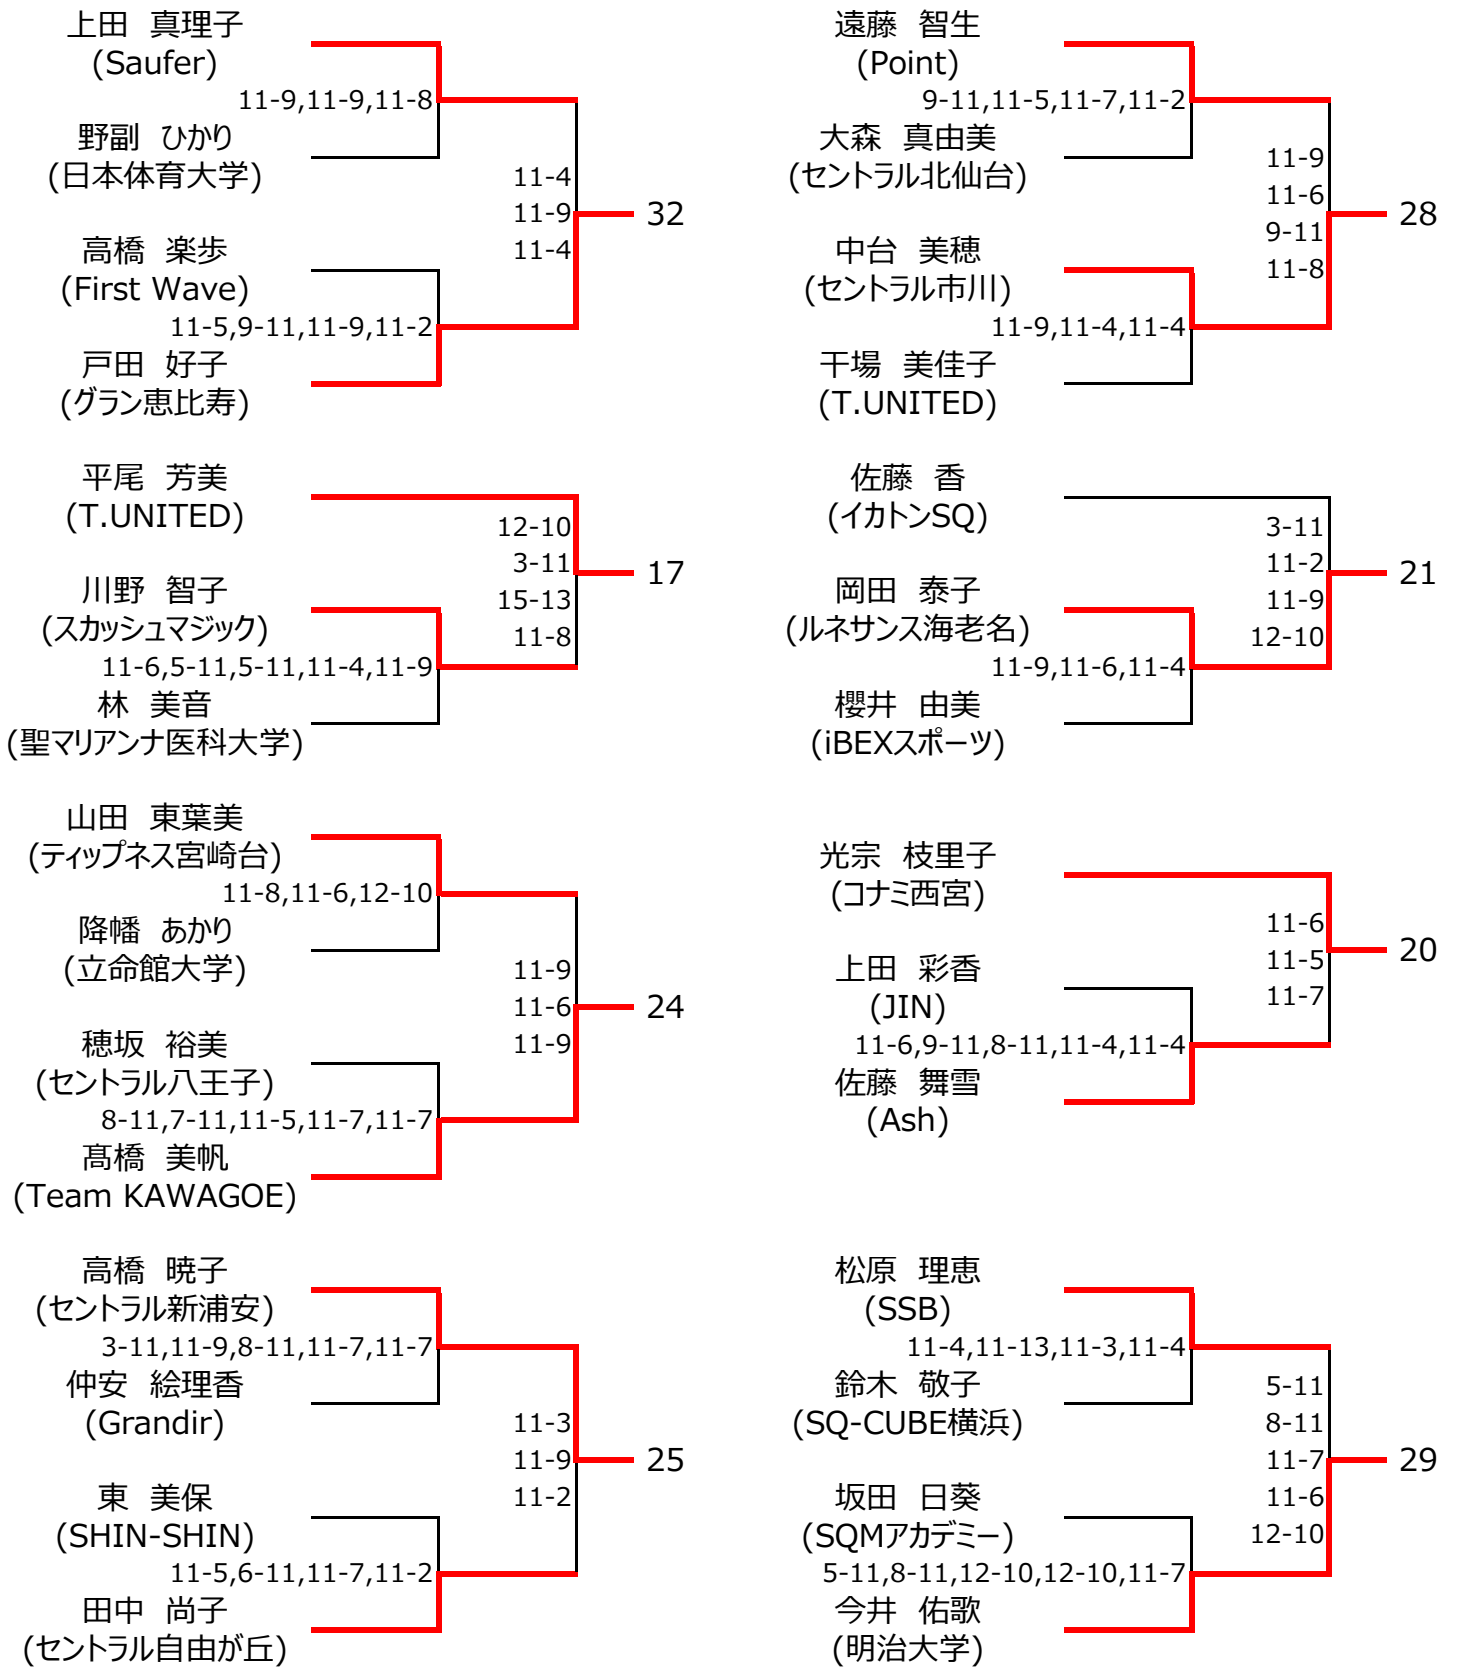 上田　真理子
(Saufer)
11-9,11-9,11-8
野副　ひかり
(日本体育大学)
11-4
11-9
11-4
32
高橋　楽歩
(First Wave)
11-5,9-11,11-9,11-2
戸田　好子
(グラン恵比寿)
平尾　芳美
(T.UNITED)
12-10
3-11
15-13
11-8
17
川野　智子
(スカッシュマジック)
11-6,5-11,5-11,11-4,11-9
林　美音
(聖マリアンナ医科大学)
山田　東葉美
(ティップネス宮崎台)
11-8,11-6,12-10
降幡　あかり
(立命館大学)
11-9
11-6
11-9
24
穂坂　裕美
(セントラル八王子)
8-11,7-11,11-5,11-7,11-7
髙橋　美帆
(Team KAWAGOE)
高橋　暁子
(セントラル新浦安)
3-11,11-9,8-11,11-7,11-7
仲安　絵理香
(Grandir)
11-3
11-9
11-2
25
東　美保
(SHIN-SHIN)
11-5,6-11,11-7,11-2
田中　尚子
(セントラル自由が丘)
遠藤　智生
(Point)
9-11,11-5,11-7,11-2
大森　真由美
(セントラル北仙台)
11-9
11-6
9-11
11-8
28
中台　美穂
(セントラル市川)
11-9,11-4,11-4
干場　美佳子
(T.UNITED)
佐藤　香
(イカトンSQ)
3-11
11-2
11-9
12-10
21
岡田　泰子
(ルネサンス海老名)
11-9,11-6,11-4
櫻井　由美
(iBEXスポーツ)
光宗　枝里子
(コナミ西宮)
11-6
11-5
11-7
20
上田　彩香
(JIN)
11-6,9-11,8-11,11-4,11-4
佐藤　舞雪
(Ash)
松原　理恵
(SSB)
11-4,11-13,11-3,11-4
鈴木　敬子
(SQ-CUBE横浜)
5-11
8-11
11-7
11-6
12-10
29
坂田　日葵
(SQMアカデミー)
5-11,8-11,12-10,12-10,11-7
今井　佑歌
(明治大学)